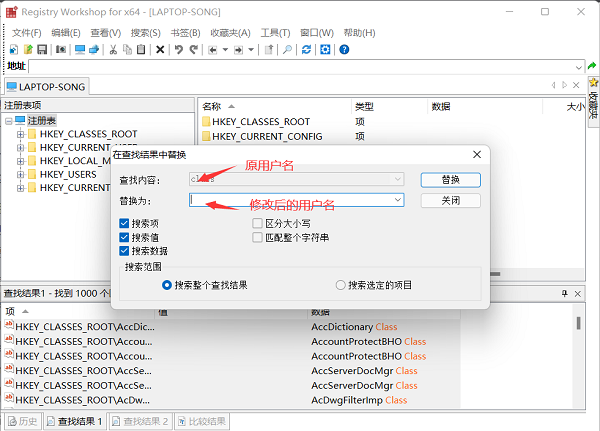 Registry Workshop for x64 - [LAPTOP-SONG]
文件(F) 编辑(E) 查看(V) 搜索(S) 书签(B) 收藏夹(A) 工具(T) 窗口(W) 帮助(H)
地址
LAPTOP-SONG
收藏夹
注册表项
注册表
HKEY_CLASSES_ROOT
HKEY_CURRENT_USER
HKEY_LOCAL_M
HKEY_USERS
HKEY_CURRENT
名称 类型 数据 大小
HKEY_CLASSES_ROOT 项
HKEY_CURRENT_CONFIG 项
在查找结果中替换
原用户名
查找内容: class 替换
替换为: 修改后的用户名 关闭
搜索项 区分大小写
搜索值 匹配整个字符串
搜索数据
搜索范围
搜索整个查找结果 搜索选定的项目
查找结果1 - 找到 1000 个
项 值 数据
HKEY_CLASSES_ROOT\AccDic... AccDictionary Class
HKEY_CLASSES_ROOT\Accou... AccountProtectBHO Class
HKEY_CLASSES_ROOT\Accou... AccountProtectBHO Class
HKEY_CLASSES_ROOT\AccSe... AccServerDocMgr Class
HKEY_CLASSES_ROOT\AccSe... AccServerDocMgr Class
HKEY_CLASSES_ROOT\AcDw... AcDwgFilterImp Class
历史 查找结果 1 查找结果 2 比较结果